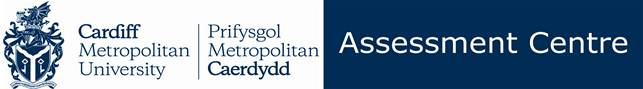 Cardiff
Metropolitan
University
Prifysgol
Metropolitan
Caerdydd
Assessment Centre